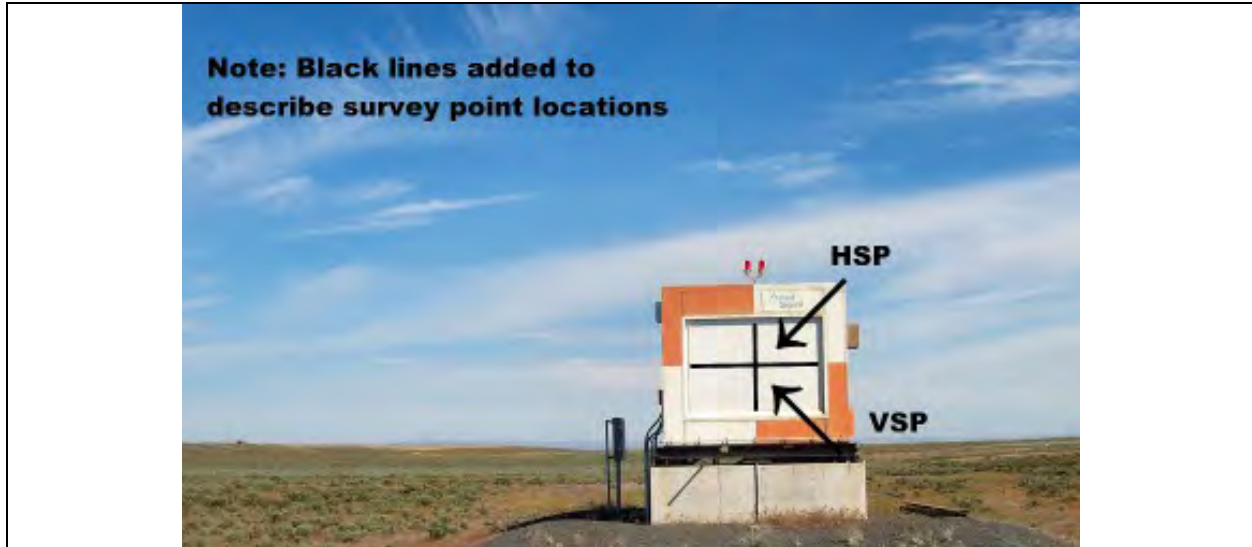 Note: Black lines added to
describe survey point locations
HSP
VSP